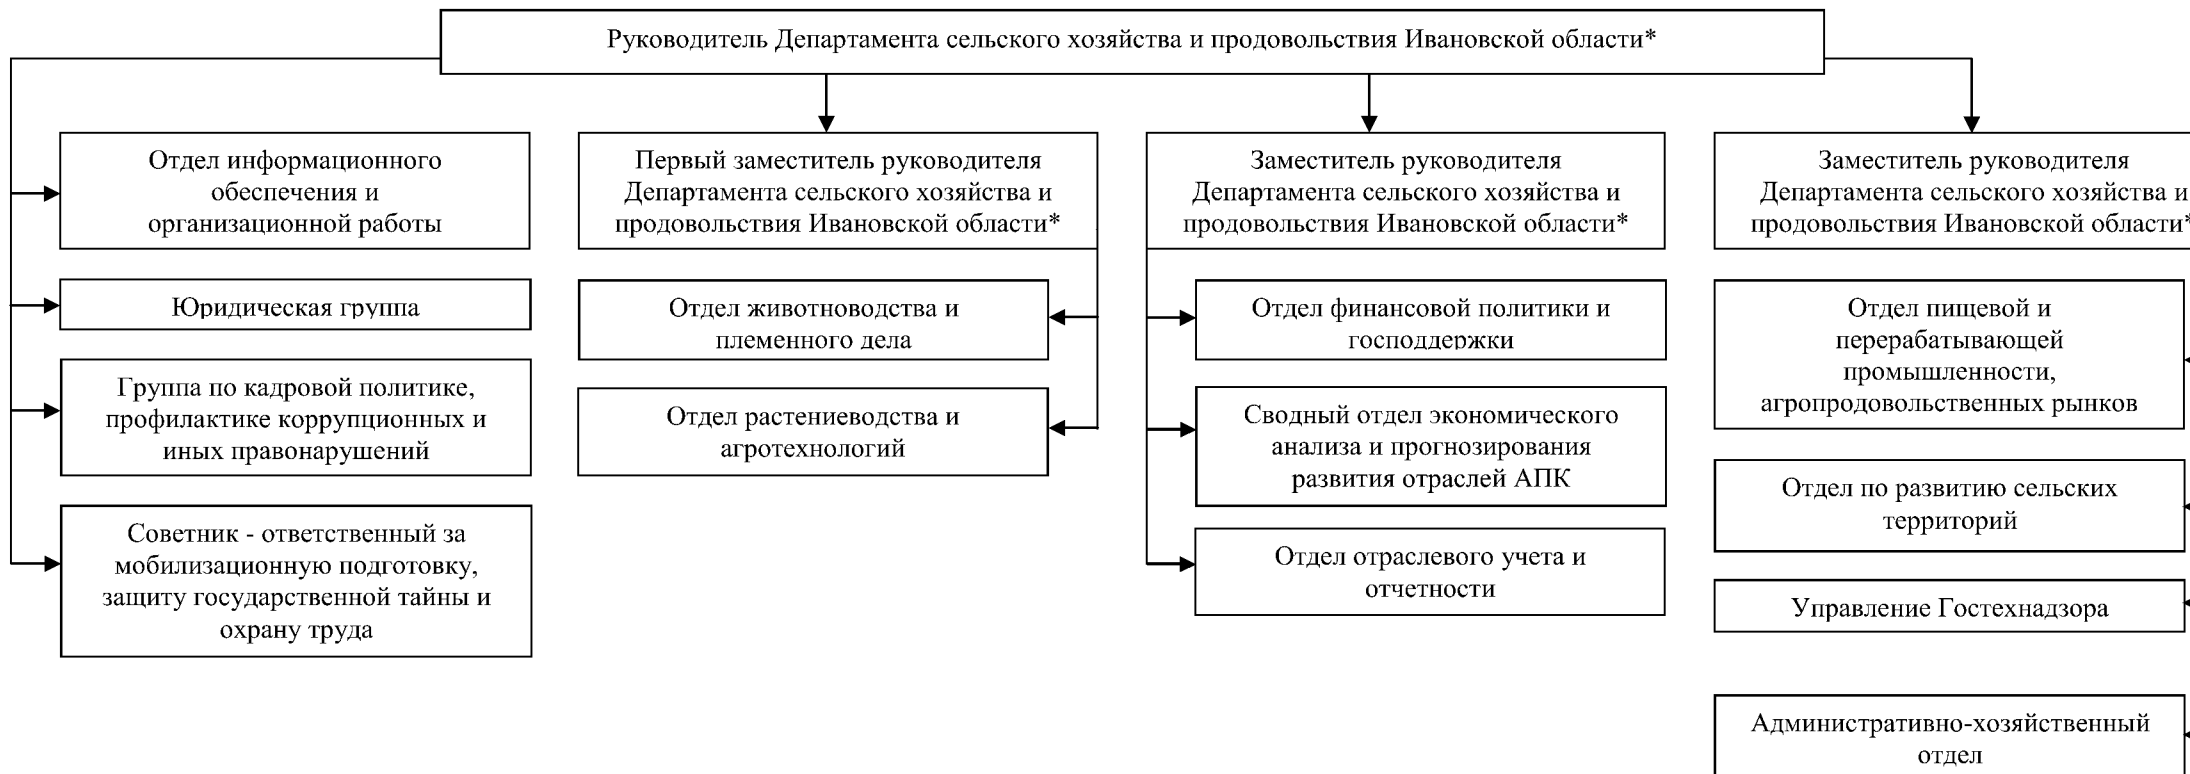 Руководитель Департамента сельского хозяйства и продовольствия Ивановской области*
Отдел информационного
обеспечения и
организационной работы
Юридическая группа
Группа по кадровой политике,
профилактике коррупционных и
иных правонарушений
Советник - ответственный за
мобилизационную подготовку,
защиту государственной тайны и
охрану труда
Первый заместитель руководителя
Департамента сельского хозяйства и
продовольствия Ивановской области*
Отдел животноводства и
племенного дела
Отдел растениеводства и
агротехнологий
Заместитель руководителя
Департамента сельского хозяйства и
продовольствия Ивановской области*
Отдел финансовой политики и
господдержки
Сводный отдел экономического
анализа и прогнозирования
развития отраслей АПК
Отдел отраслевого учета и
отчетности
Заместитель руководителя
Департамента сельского хозяйства и
продовольствия Ивановской области*
Отдел пищевой и
перерабатывающей
промышленности,
агропродовольственных рынков
Отдел по развитию сельских
территорий
Управление Гостехнадзора
Административно-хозяйственный
отдел